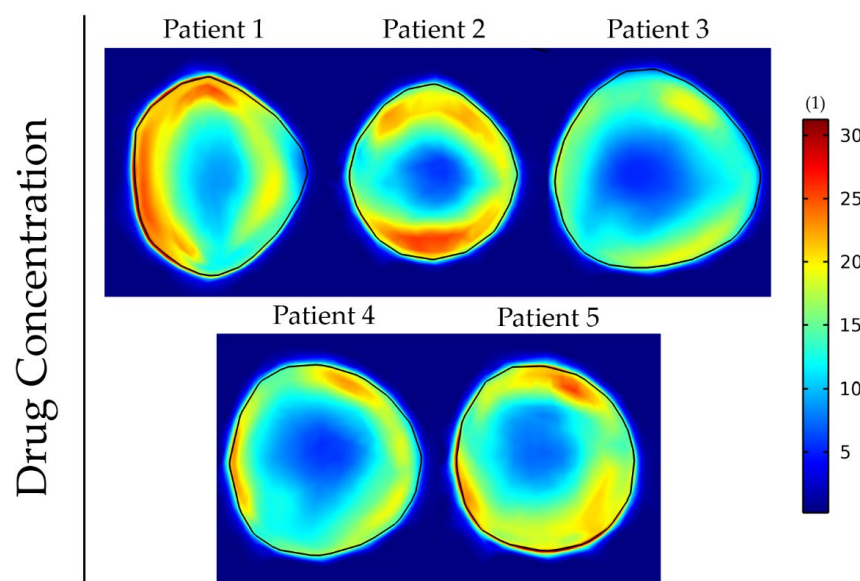 Patient 1
Patient 2
Patient 3
Patient 4
Patient 5
Drug Concentration
(1)
30
25
20
15
10
5